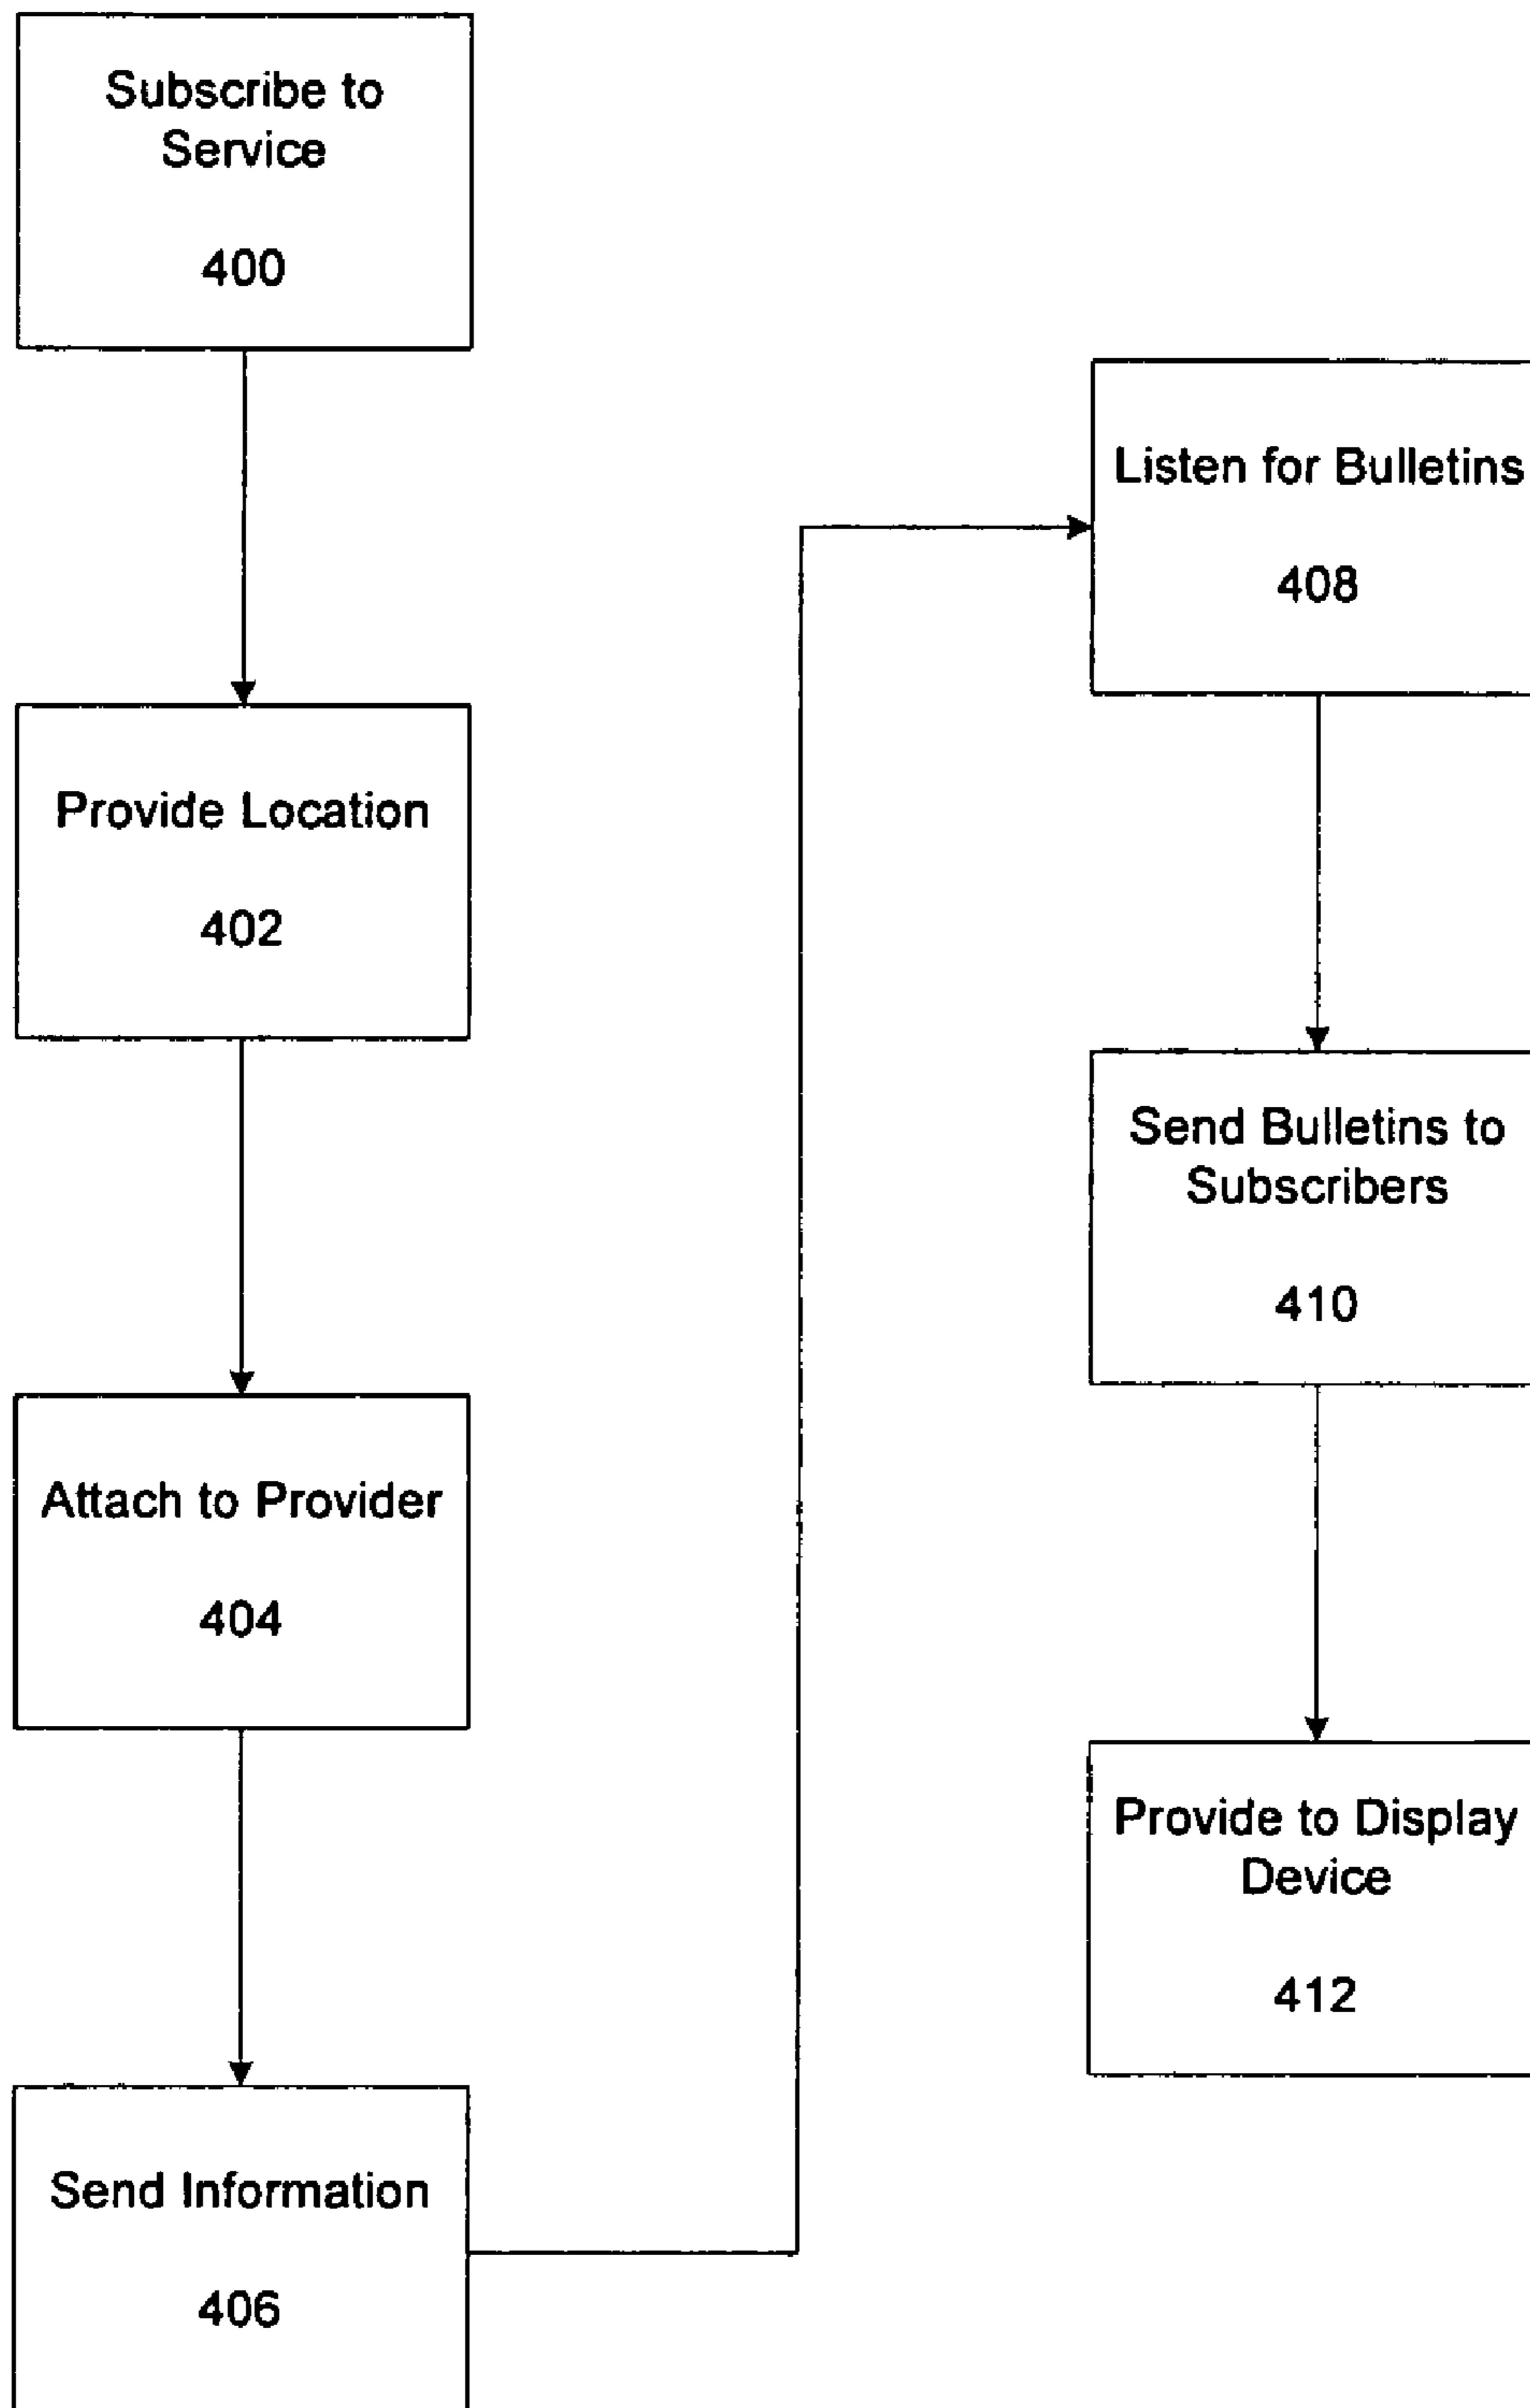 Subscribe to
Service
400
Provide Location
402
Attach to Provider
404
Send Information
406
Listen for Bulletins
408
Send Bulletins to
Subscribers
410
Provide to Display
Device
412